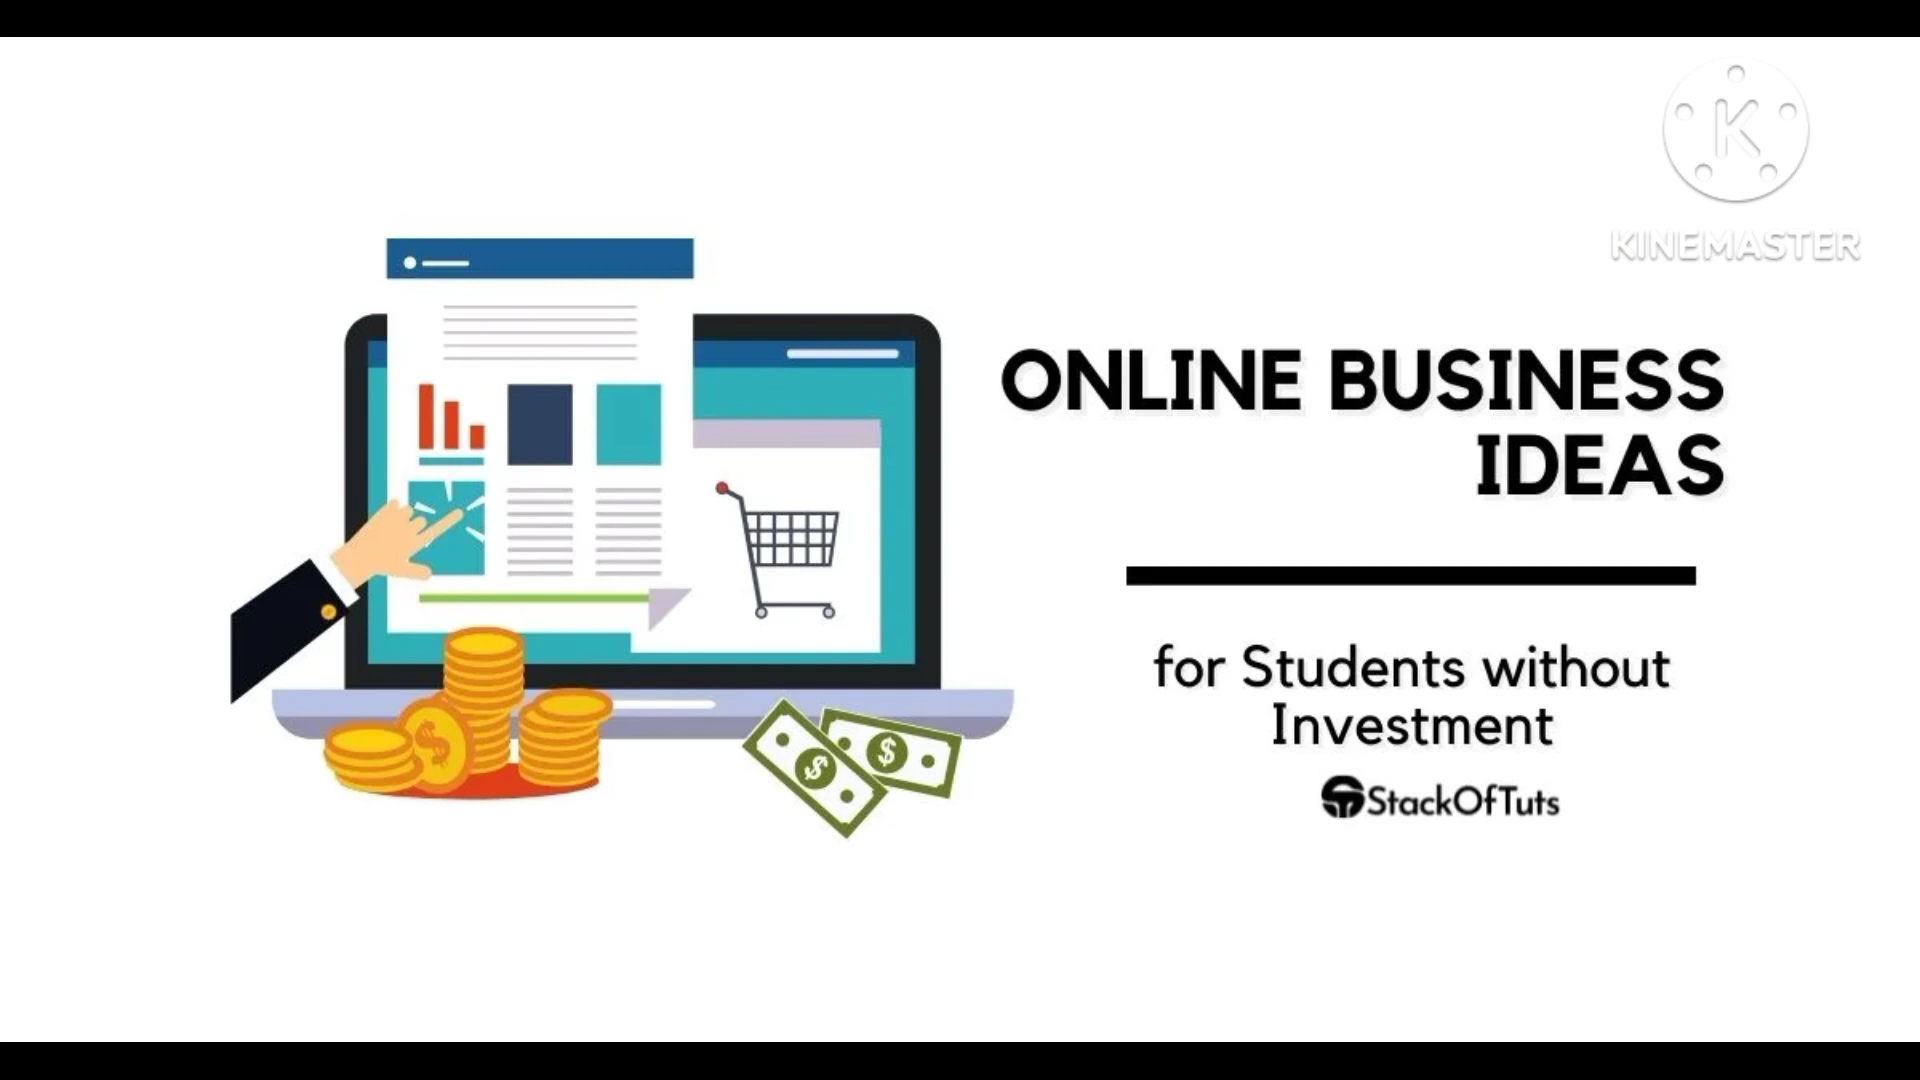 KINEMASTER
ONLINE BUSINESS
IDEAS
for Students without
Investment
StackOfTuts